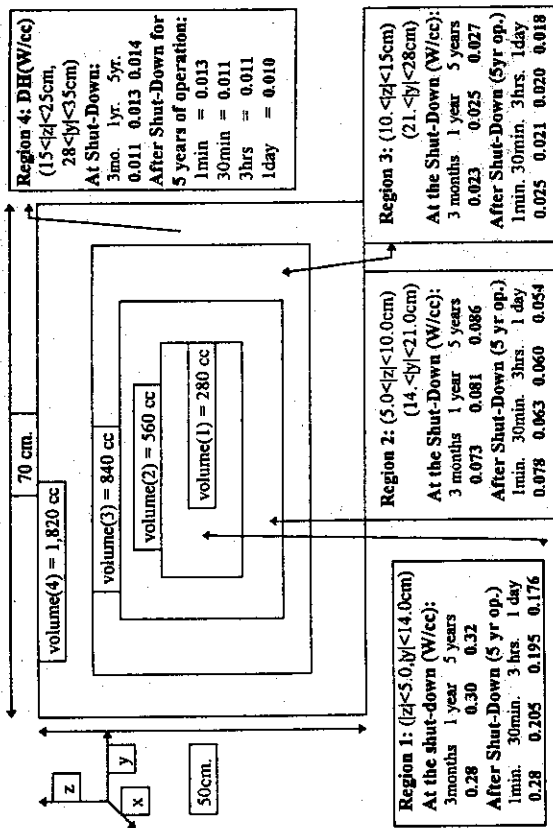 Region 4: DH(W/cc)
(15<|z|<25cm,
28<|y|<35cm)
At Shut-Down:
3mo. 1yr. 5yr.
0.011 0.013 0.014
After Shut-Down for
5 years of operation:
1min = 0.013
30min = 0.011
3hrs = 0.011
1day = 0.010
70 cm.
volume(4) = 1,820 cc
volume(3) = 840 cc
volume(2) = 560 cc
volume(1) = 280 cc
z
y
x
50cm.
Region 1: (|z|<5.0,|y|<14.0cm)
At the shut-down (W/cc):
3months 1 year 5 years
0.28 0.30 0.32
After Shut-Down (5 yr op.)
1min. 30min. 3 hrs. 1 day
0.28 0.205 0.195 0.176
Region 2: (5.0<|z|<10.0cm)
(14.<|y|<21.0cm)
At the Shut-Down (W/cc):
3 months 1 year 5 years
0.073 0.081 0.086
After Shut-Down (5 yr op.)
1min. 30min. 3hrs. 1 day
0.078 0.063 0.060 0.054
Region 3: (10.<|z|<15cm)
(21.<|y|<28cm)
At the Shut-Down (W/cc):
3 months 1 year 5 years
0.023 0.025 0.027
After Shut-Down (5yr op.)
1min. 30min. 3hrs. 1day
0.025 0.021 0.020 0.018